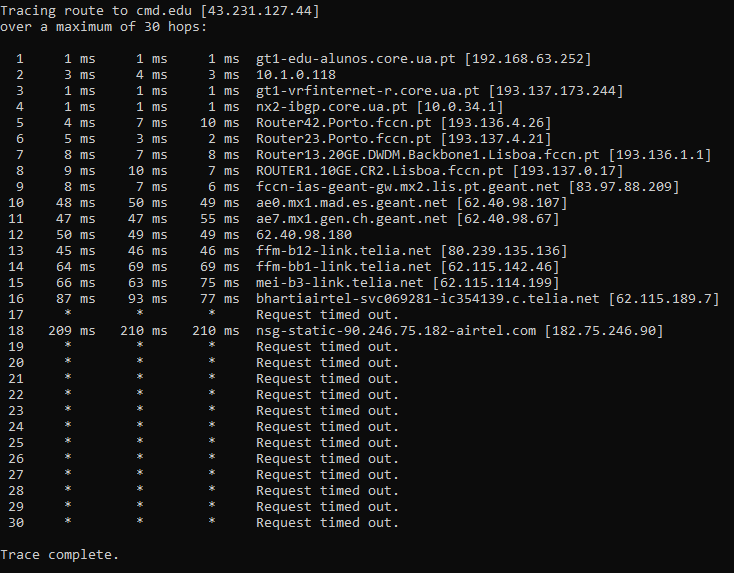 Tracing route to cmd.edu [43.231.127.44]
over a maximum of 30 hops:
1 1 ms 1 ms 1 ms gt1-edu-alunos.core.ua.pt [192.168.63.252]
2 3 ms 4 ms 3 ms 10.1.0.118
3 1 ms 1 ms 1 ms gt1-vrfinternet-r.core.ua.pt [193.137.173.244]
4 1 ms 1 ms 1 ms nx2-ibgp.core.ua.pt [10.0.34.1]
5 4 ms 7 ms 10 ms Router42.Porto.fccn.pt [193.136.4.26]
6 5 ms 3 ms 2 ms Router23.Porto.fccn.pt [193.137.4.21]
7 8 ms 7 ms 8 ms Router13.20GE.DWDM.Backbone1.Lisboa.fccn.pt [193.136.1.1]
8 9 ms 10 ms 7 ms ROUTER1.10GE.CR2.Lisboa.fccn.pt [193.137.0.17]
9 8 ms 7 ms 6 ms fccn-ias-geant-gw.mx2.lis.pt.geant.net [83.97.88.209]
10 48 ms 50 ms 49 ms ae0.mx1.mad.es.geant.net [62.40.98.107]
11 47 ms 47 ms 55 ms ae7.mx1.gen.ch.geant.net [62.40.98.67]
12 50 ms 49 ms 49 ms 62.40.98.180
13 45 ms 46 ms 46 ms ffm-b12-link.telia.net [80.239.135.136]
14 64 ms 69 ms 69 ms ffm-bb1-link.telia.net [62.115.142.46]
15 66 ms 63 ms 75 ms mei-b3-link.telia.net [62.115.114.199]
16 87 ms 93 ms 77 ms bhartiairtel-svc069281-ic354139.c.telia.net [62.115.189.7]
17 * * * Request timed out.
18 209 ms 210 ms 210 ms nsg-static-90.246.75.182-airtel.com [182.75.246.90]
19 * * * Request timed out.
20 * * * Request timed out.
21 * * * Request timed out.
22 * * * Request timed out.
23 * * * Request timed out.
24 * * * Request timed out.
25 * * * Request timed out.
26 * * * Request timed out.
27 * * * Request timed out.
28 * * * Request timed out.
29 * * * Request timed out.
30 * * * Request timed out.
Trace complete.